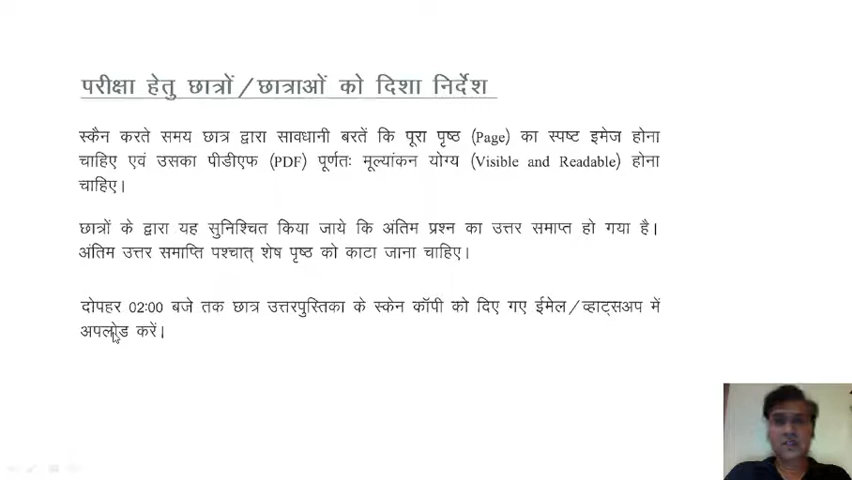 परीक्षा हेतु छात्रों/छात्राओं को दिशा निर्देश
स्कैन करते समय छात्र द्वारा सावधानी बरतें कि पूरा पृष्ठ (Page) का स्पष्ट इमेज होना
चाहिए एवं उसका पीडीएफ (PDF) पूर्णतः मूल्यांकन योग्य (Visible and Readable) होना
चाहिए।
छात्रों के द्वारा यह सुनिश्चित किया जाये कि अंतिम प्रश्न का उत्तर समाप्त हो गया है।
अंतिम उत्तर समाप्ति पश्चात् शेष पृष्ठ को काटा जाना चाहिए।
दोपहर 02:00 बजे तक छात्र उत्तरपुस्तिका के स्केन कॉपी को दिए गए ईमेल/व्हाट्सअप में
अपलोड करें।